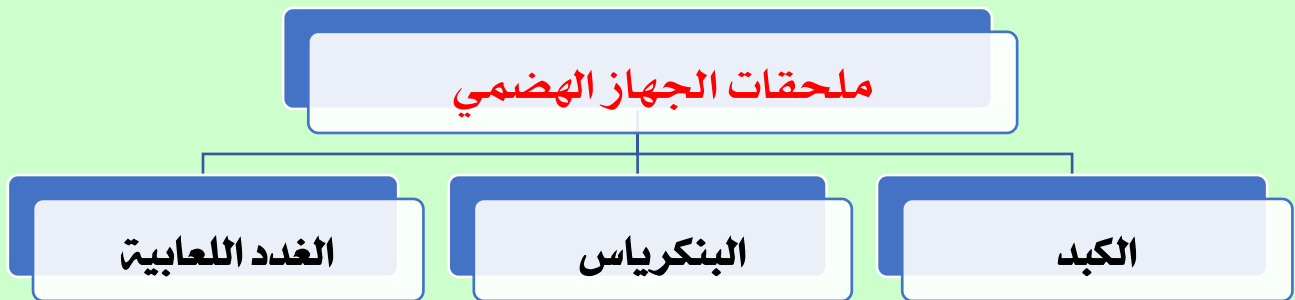 ملحقات الجهاز الهضمي
الكبد
البنكرياس
الغدد اللعابية